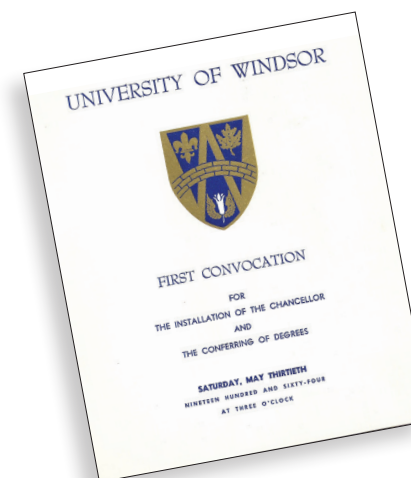 UNIVERSITY OF WINDSOR
FIRST CONVOCATION
FOR
THE INSTALLATION OF THE CHANCELLOR
AND
THE CONFERRING OF DEGREES
SATURDAY, MAY THIRTIETH
NINETEEN HUNDRED AND SIXTY-FOUR
AT THREE O'CLOCK